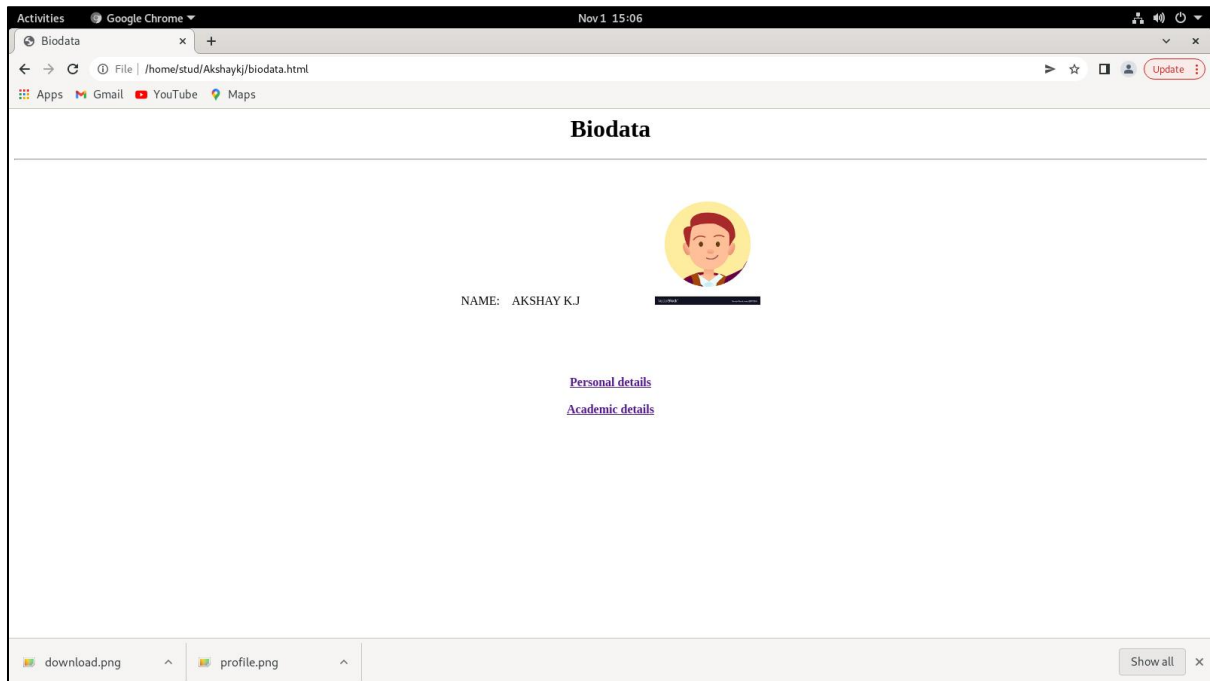 Activities Google Chrome Nov 1 15:06
Biodata
File /home/stud/Akshaykj/biodata.html Update
Apps Gmail YouTube Maps
Biodata
NAME: AKSHAY K.J
Personal details
Academic details
download.png profile.png Show all